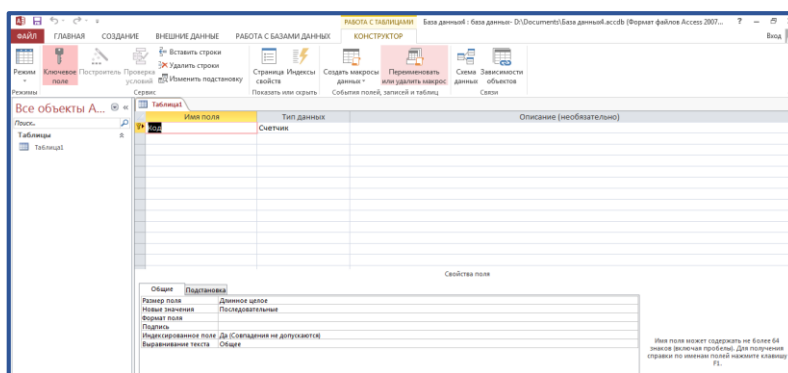 РАБОТА С ТАБЛИЦАМИ База данных4 : база данных- D:\Documents\База данных4.accdb (Формат файлов Access 2007... ?
ФАЙЛ ГЛАВНАЯ СОЗДАНИЕ ВНЕШНИЕ ДАННЫЕ РАБОТА С БАЗАМИ ДАННЫХ КОНСТРУКТОР Вход
Вставить строки
Удалить строки
Изменить подстановку
Режим Ключевое Построитель Проверка Страница Индексы Создать макросы Переименовать Схема Зависимости
поле условий свойств данных или удалить макрос данных объектов
Режимы Сервис Показать или скрыть События полей, записей и таблиц Связи
Все объекты A... «
Поиск...
Таблицы
Таблица1
Таблица1
Имя поля Тип данных Описание (необязательно)
Код Счетчик
Свойства поля
Общие Подстановка
Размер поля Длинное целое
Новые значения Последовательные
Формат поля
Подпись
Индексированное поле Да (Совпадения не допускаются)
Выравнивание текста Общее
Имя поля может содержать не более 64
знаков (включая пробелы). Для получения
справки по именам полей нажмите клавишу
F1.